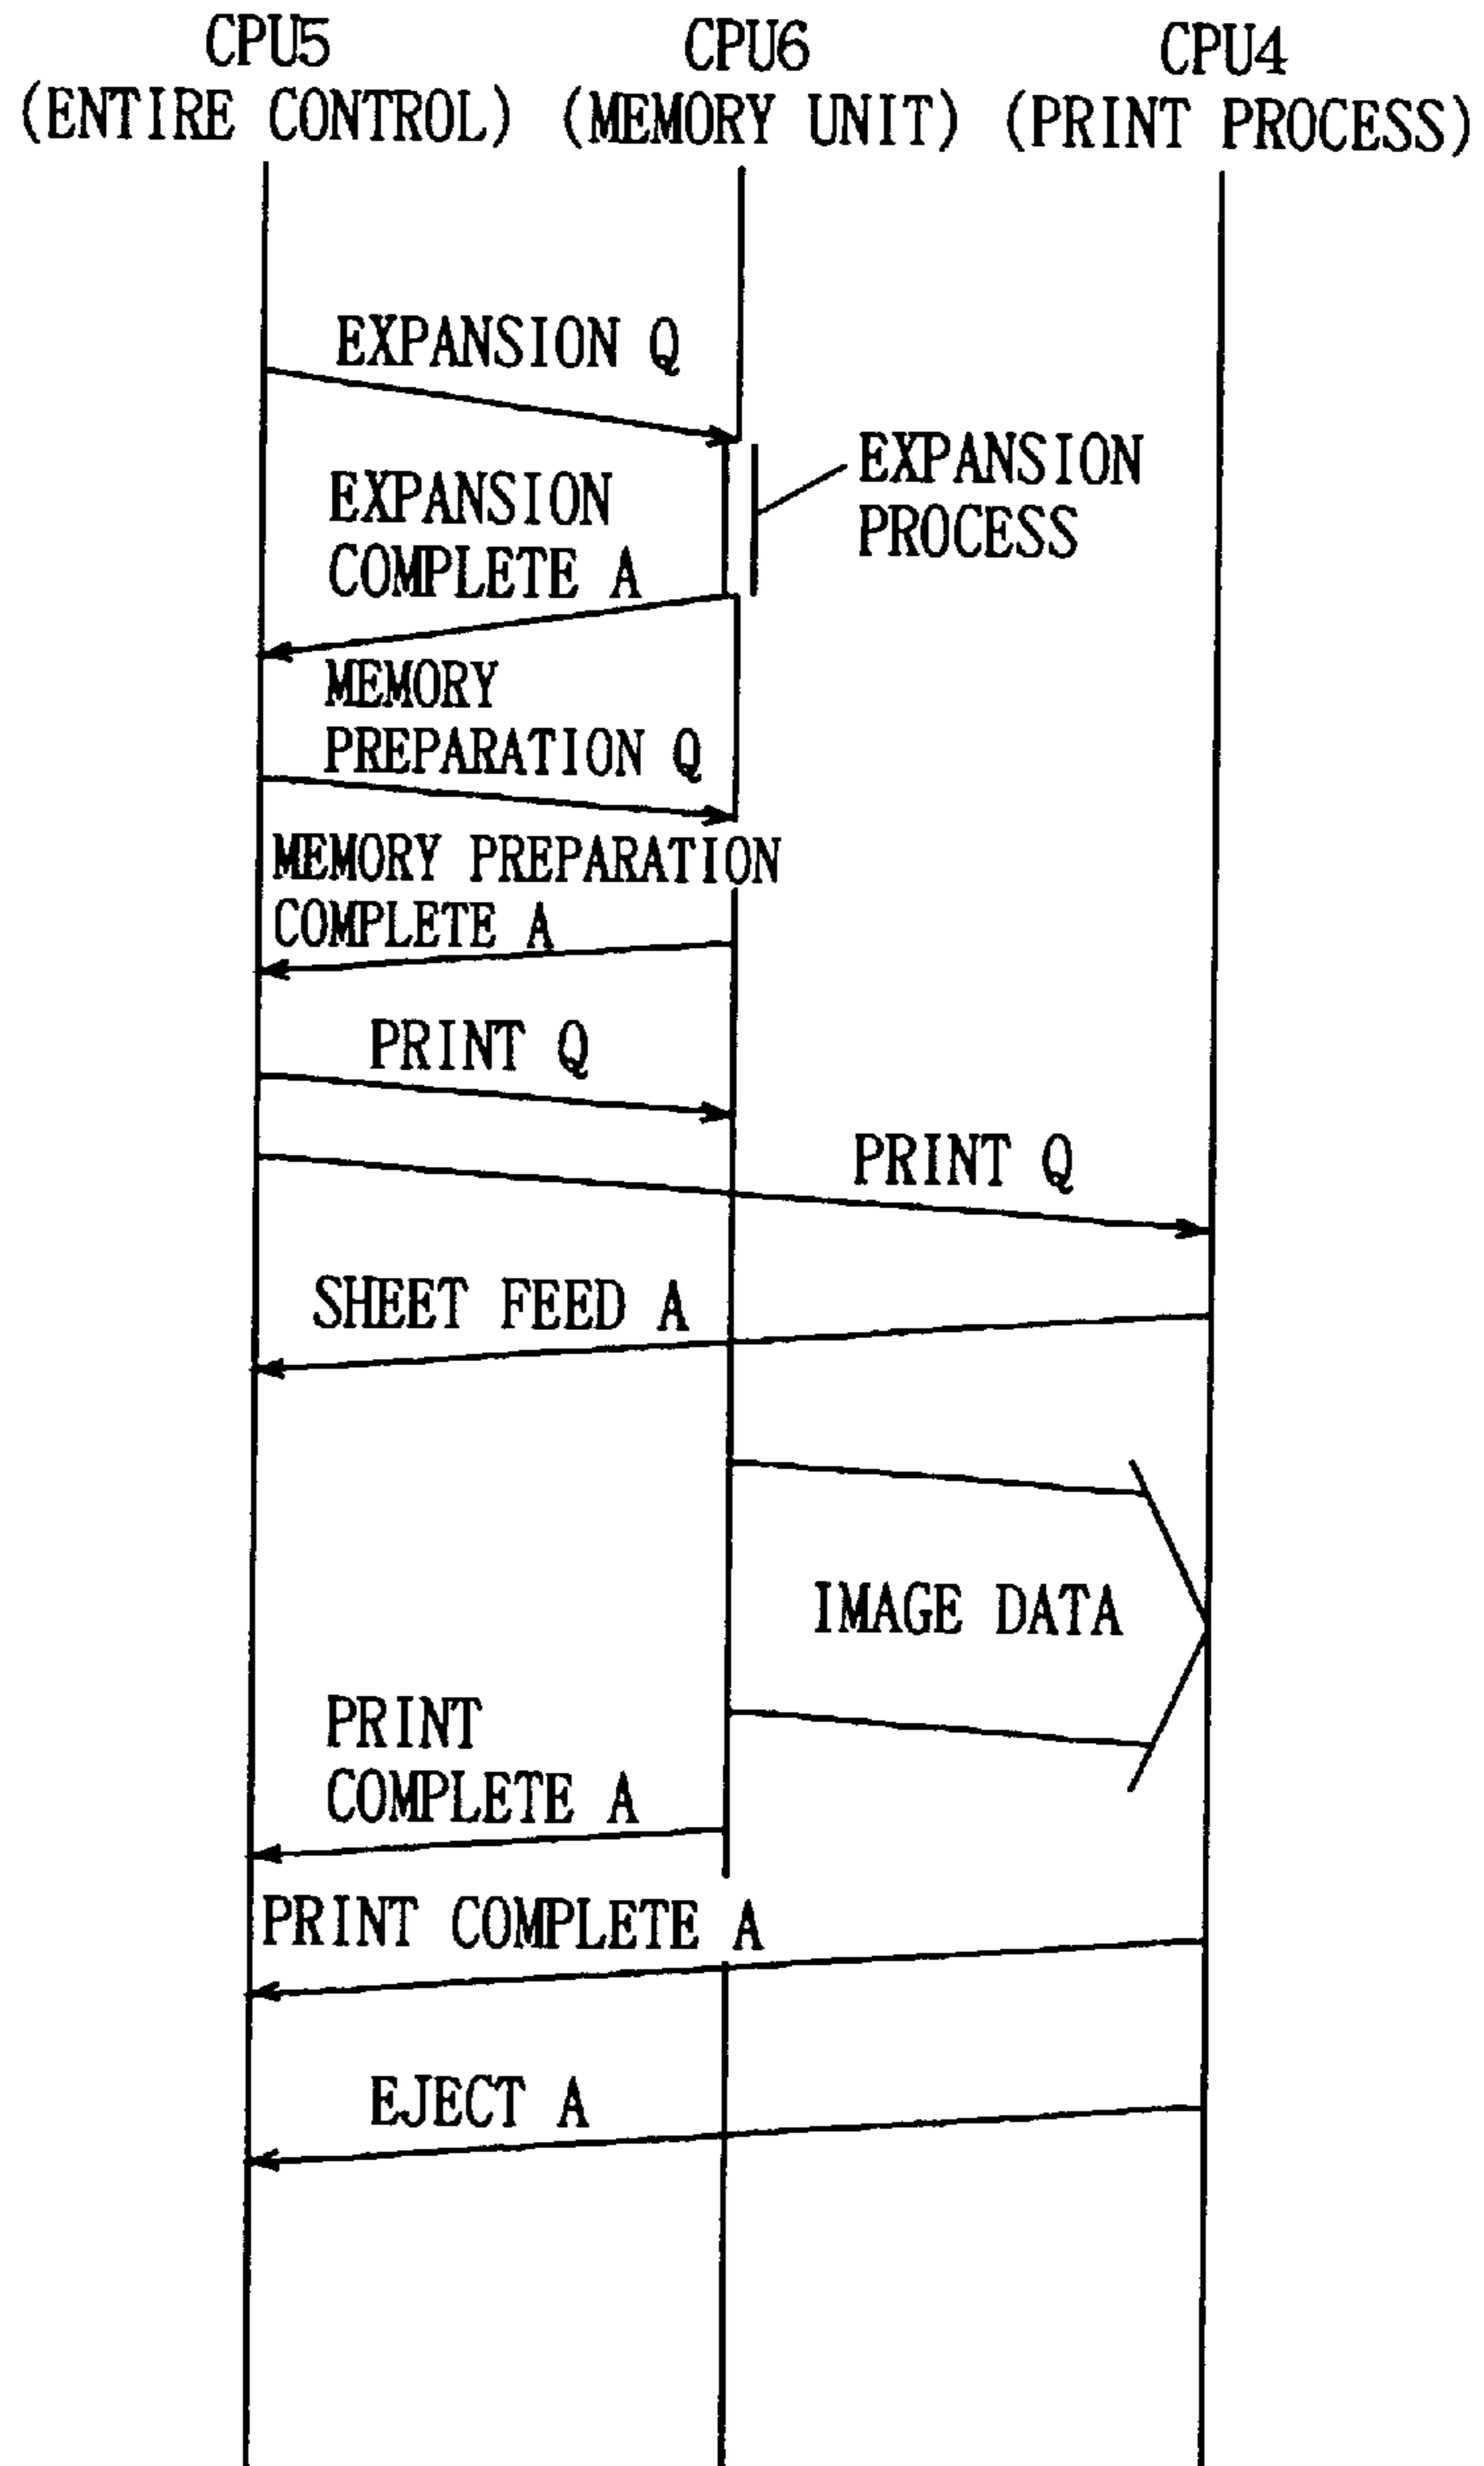 CPU5
CPU6
CPU4
(ENTIRE CONTROL)
(MEMORY UNIT)
(PRINT PROCESS)
EXPANSION Q
EXPANSION
PROCESS
EXPANSION
COMPLETE A
MEMORY
PREPARATION Q
MEMORY PREPARATION
COMPLETE A
PRINT Q
PRINT Q
SHEET FEED A
IMAGE DATA
PRINT
COMPLETE A
PRINT COMPLETE A
EJECT A